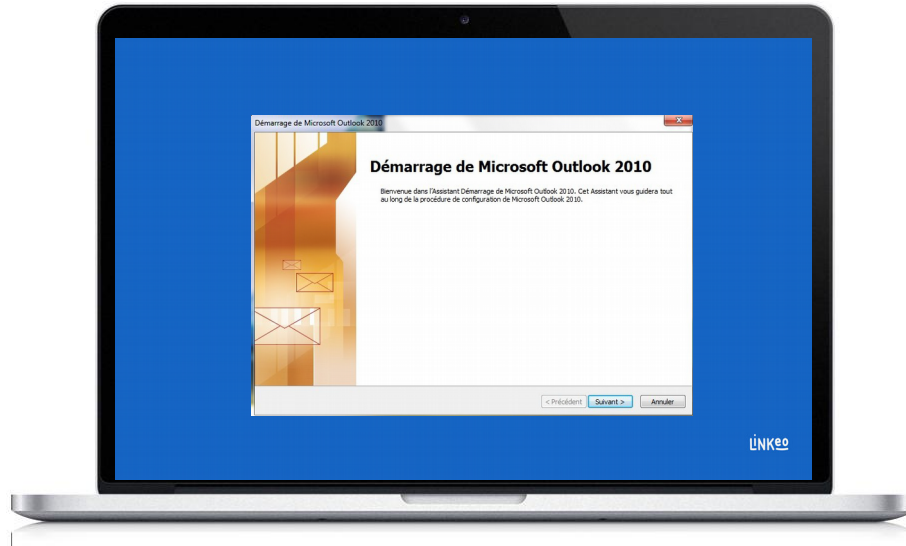 Démarrage de Microsoft Outlook 2010
X
Démarrage de Microsoft Outlook 2010
Bienvenue dans l'Assistant Démarrage de Microsoft Outlook 2010. Cet Assistant vous guidera tout
au long de la procédure de configuration de Microsoft Outlook 2010.
< Précédent Suivant > Annuler
LiNKeo